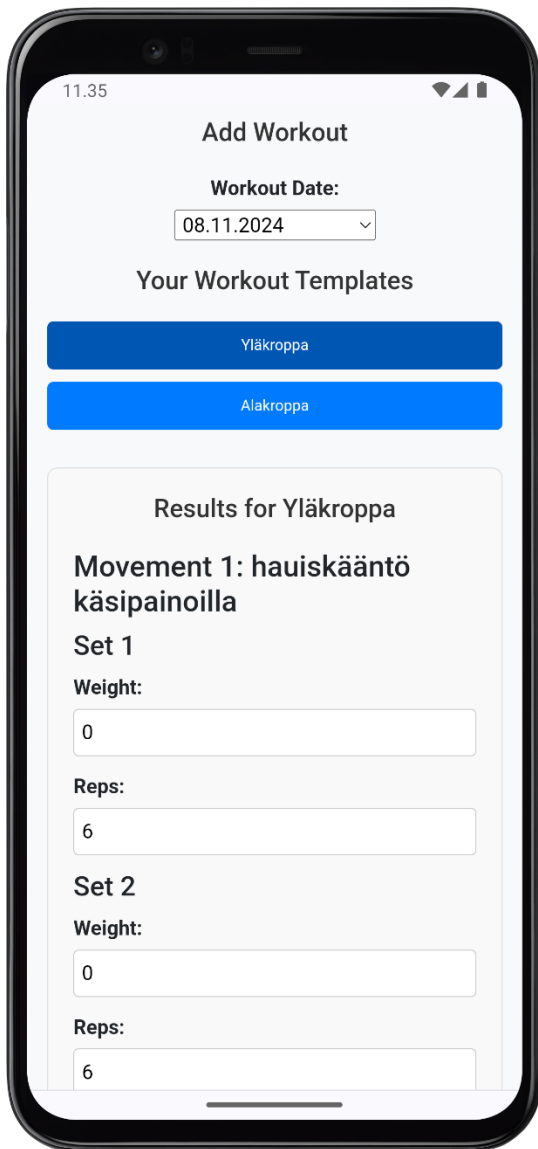 11.35
Add Workout
Workout Date:
08.11.2024
Your Workout Templates
Yläkroppa
Alakroppa
Results for Yläkroppa
Movement 1: hauiskääntö
käsipainoilla
Set 1
Weight:
0
Reps:
6
Set 2
Weight:
0
Reps:
6